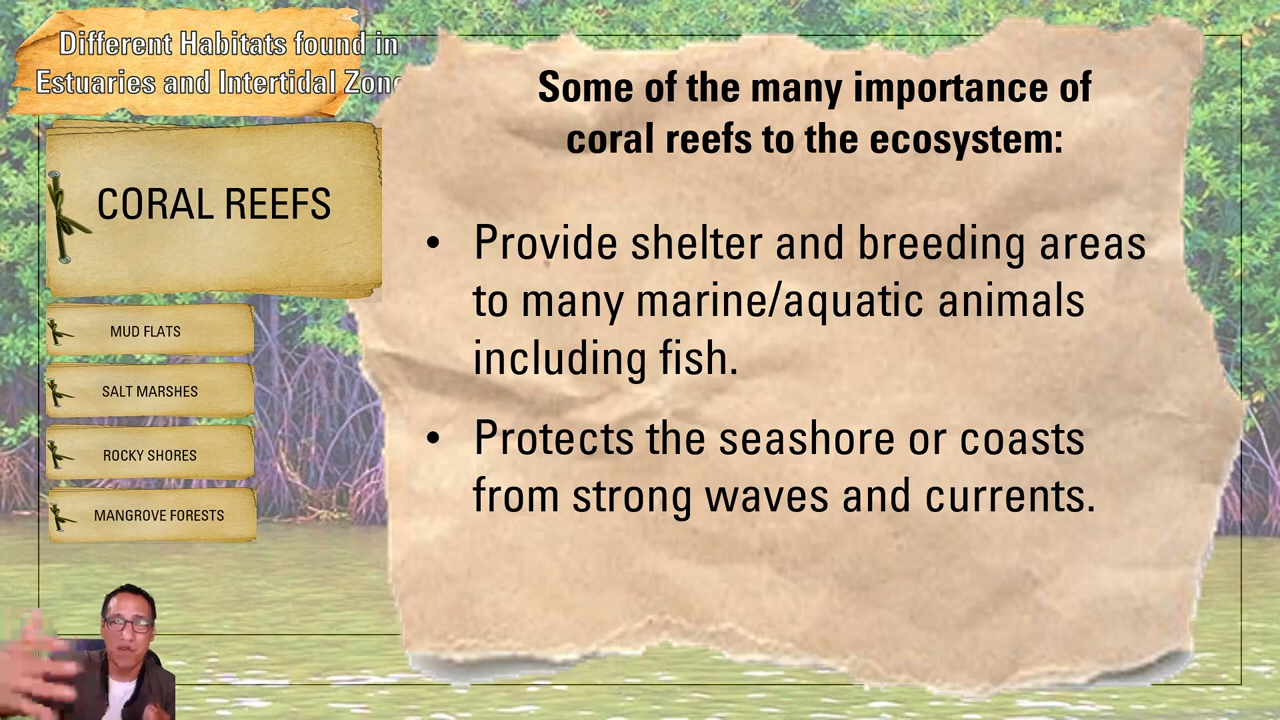 Different Habitats found in
Estuaries and Intertidal
CORAL REEFS
MUD FLATS
SALT MARSHES
ROCKY SHORES
MANGROVE FORESTS
Some of the many importance of
coral reefs to the ecosystem:
• Provide shelter and breeding areas
to many marine/aquatic animals
including fish.
• Protects the seashore or coasts
from strong waves and currents.